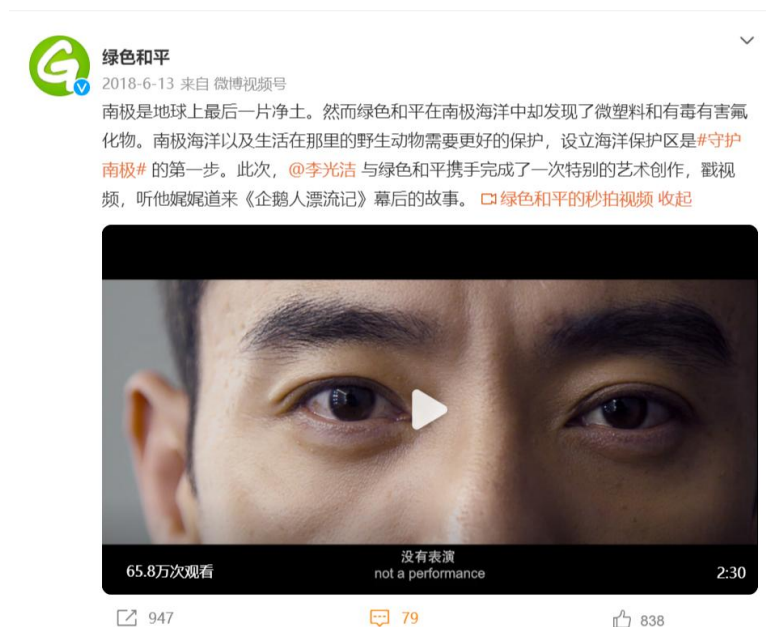 绿色和平
2018-6-13 来自 微博视频号
南极是地球上最后一片净土。然而绿色和平在南极海洋中却发现了微塑料和有毒有害氟
化物。南极海洋以及生活在那里的野生动物需要更好的保护，设立海洋保护区是#守护
南极# 的第一步。此次，@李光洁 与绿色和平携手完成了一次特别的艺术创作，戳视
频，听他娓娓道来《企鹅人漂流记》幕后的故事。 绿色和平的秒拍视频 收起
没有表演
65.8万次观看 not a performance 2:30
947 79 838